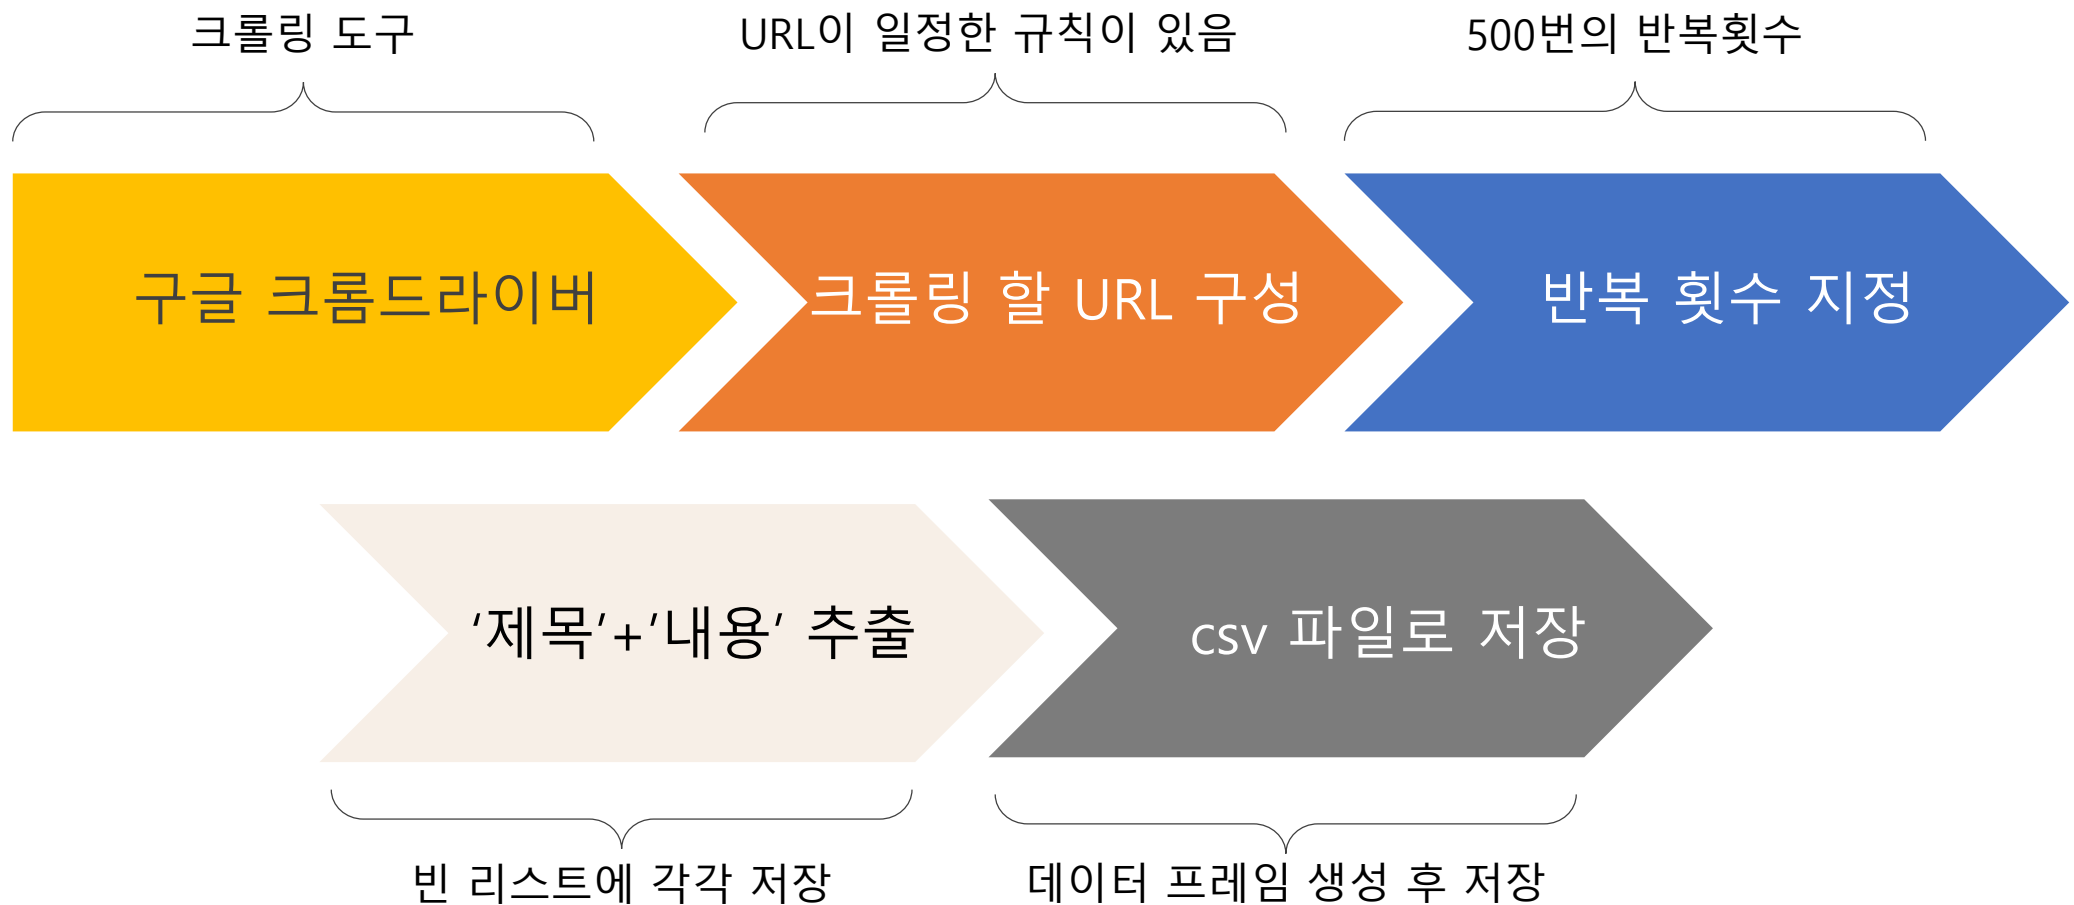 크롤링 도구
URL이 일정한 규칙이 있음
500번의 반복횟수
구글 크롬드라이버
크롤링 할 URL 구성
반복 횟수 지정
‘제목’+’내용’ 추출
csv 파일로 저장
빈 리스트에 각각 저장
데이터 프레임 생성 후 저장